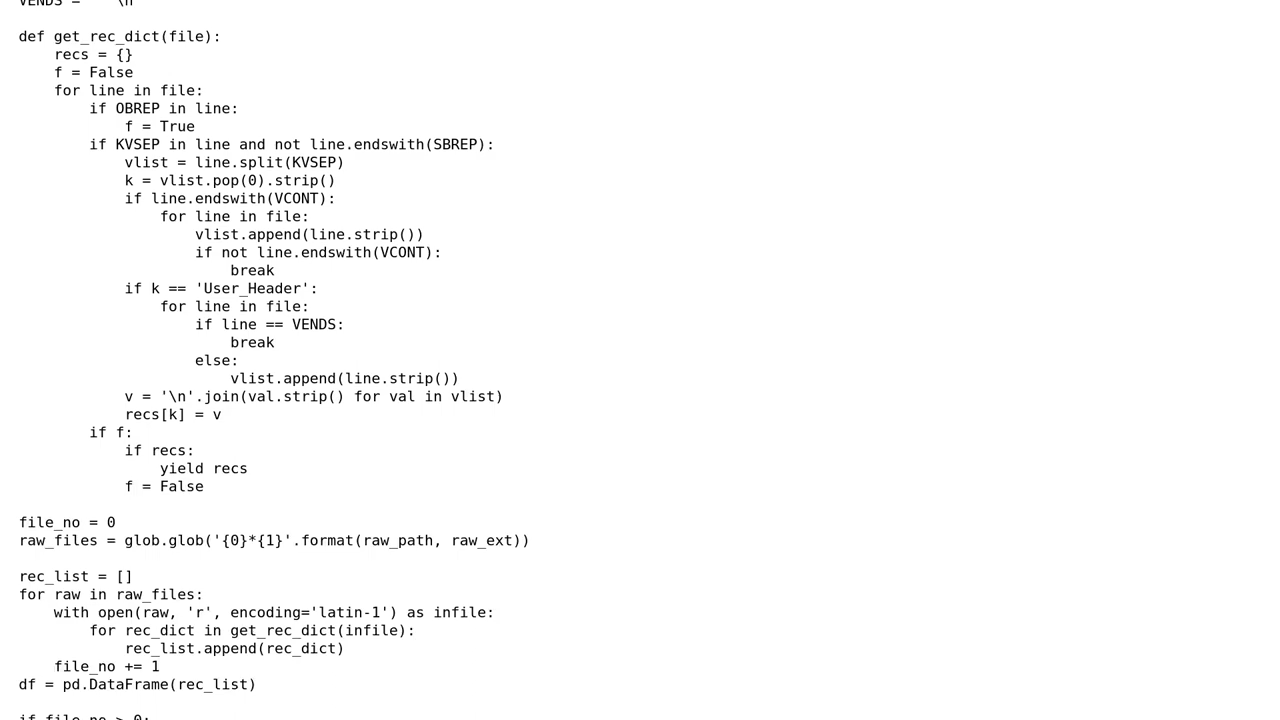 VENDS = "   \n
def get_rec_dict(file):
    recs = {}
    f = False
    for line in file:
        if OBREP in line:
            f = True
        if KVSEP in line and not line.endswith(SBREP):
            vlist = line.split(KVSEP)
            k = vlist.pop(0).strip()
            if line.endswith(VCONT):
                for line in file:
                    vlist.append(line.strip())
                    if not line.endswith(VCONT):
                        break
            if k == 'User_Header':
                for line in file:
                    if line == VENDS:
                        break
                    else:
                        vlist.append(line.strip())
            v = '\n'.join(val.strip() for val in vlist)
            recs[k] = v
        if f:
            if recs:
                yield recs
            f = False
file_no = 0
raw_files = glob.glob('{0}*{1}'.format(raw_path, raw_ext))
rec_list = []
for raw in raw_files:
    with open(raw, 'r', encoding='latin-1') as infile:
        for rec_dict in get_rec_dict(infile):
            rec_list.append(rec_dict)
    file_no += 1
df = pd.DataFrame(rec_list)
if file_no > 0: